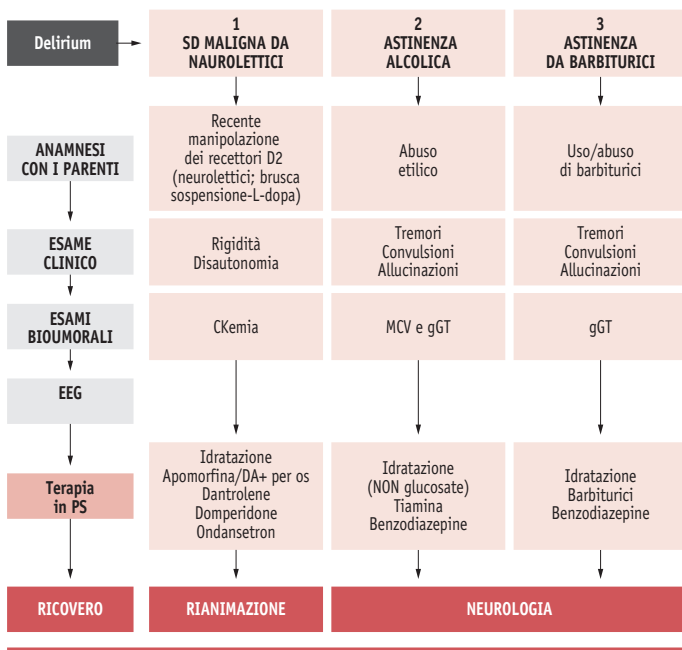 Delirium
1
SD MALIGNA DA
NAUROLETTICI
2
ASTINENZA
ALCOLICA
3
ASTINENZA
DA BARBITURICI
ANAMNESI
CON I PARENTI
Recente
manipolazione
dei recettori D2
(neurolettici; brusca
sospensione-L-dopa)
Abuso
etilico
Uso/abuso
di barbiturici
ESAME
CLINICO
Rigidità
Disautonomia
Tremori
Convulsioni
Allucinazioni
Tremori
Convulsioni
Allucinazioni
ESAMI
BIOUMORALI
CKemia
MCV e gGT
gGT
EEG
Terapia
in PS
Idratazione
Apomorfina/DA+ per os
Dantrolene
Domperidone
Ondansetron
Idratazione
(NON glucosate)
Tiamina
Benzodiazepine
Idratazione
Barbiturici
Benzodiazepine
RICOVERO
RIANIMAZIONE
NEUROLOGIA